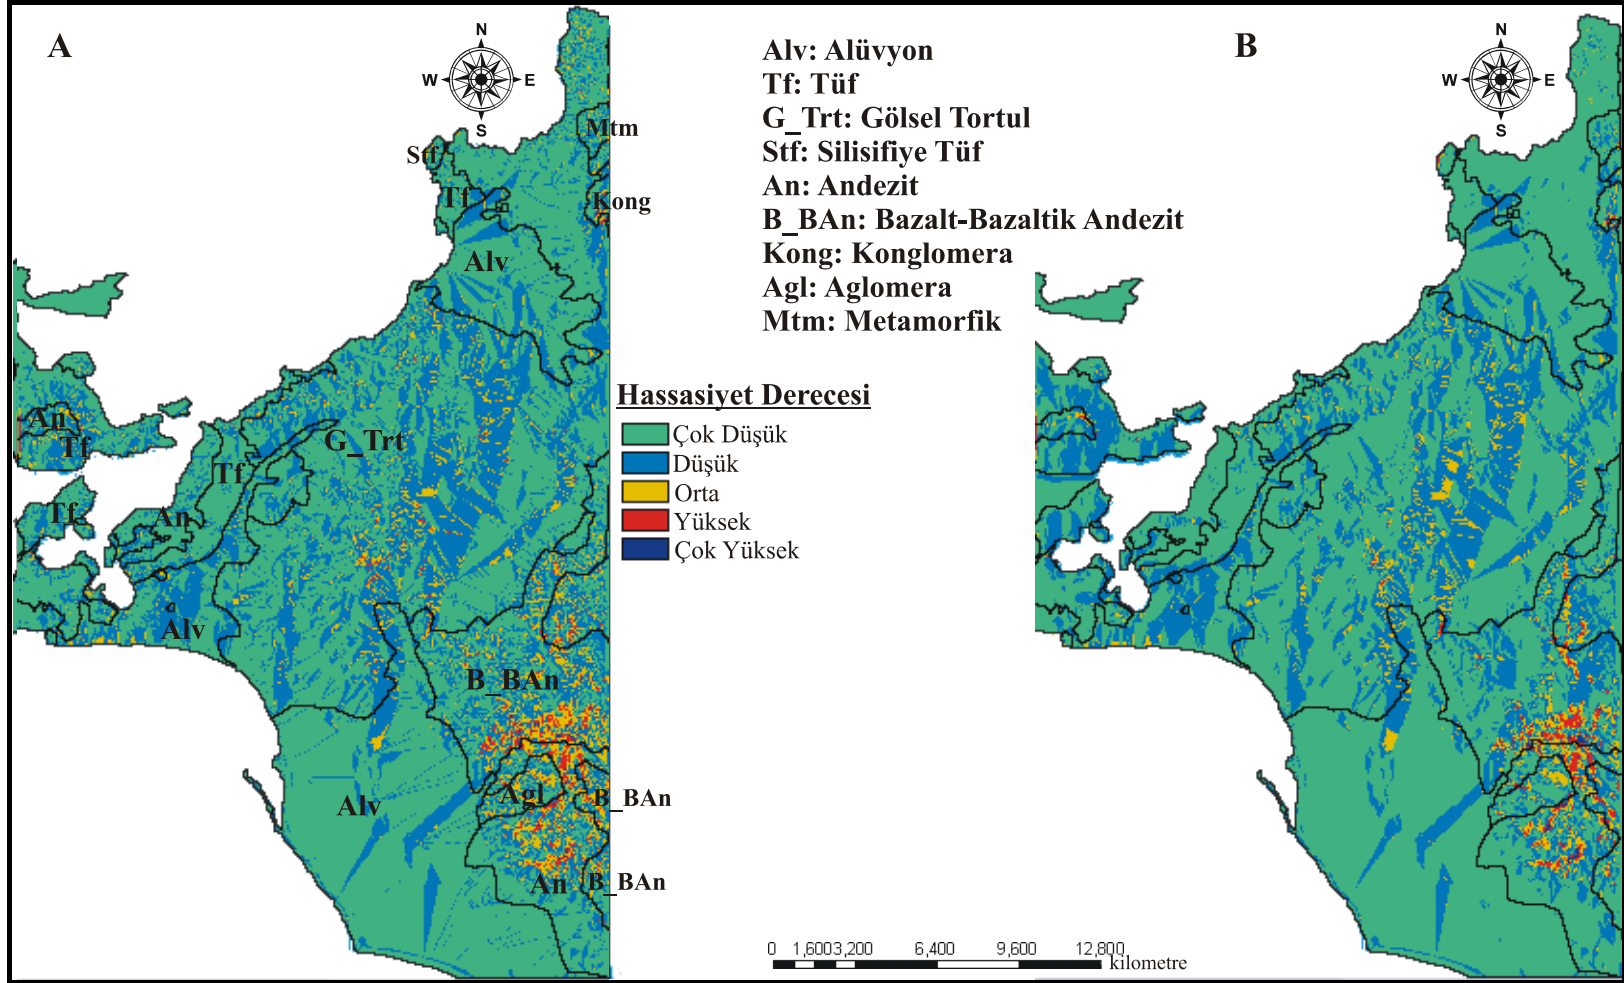 A
N
W E
S
Mtm
Stf
Tf
Kong
Alv
An
Tf
G_Trt
Tf
Tf
An
Alv
B_BAn
Agl
B_BAn
Alv
An
B_BAn
Alv: Alüvyon
Tf: Tüf
G_Trt: Gölsel Tortul
Stf: Silisifiye Tüf
An: Andezit
B_BAn: Bazalt-Bazaltik Andezit
Kong: Konglomera
Agl: Aglomera
Mtm: Metamorfik
Hassasiyet Derecesi
Çok Düşük
Düşük
Orta
Yüksek
Çok Yüksek
B
N
W E
S
0 1,6003,200 6,400 9,600 12,800
kilometre